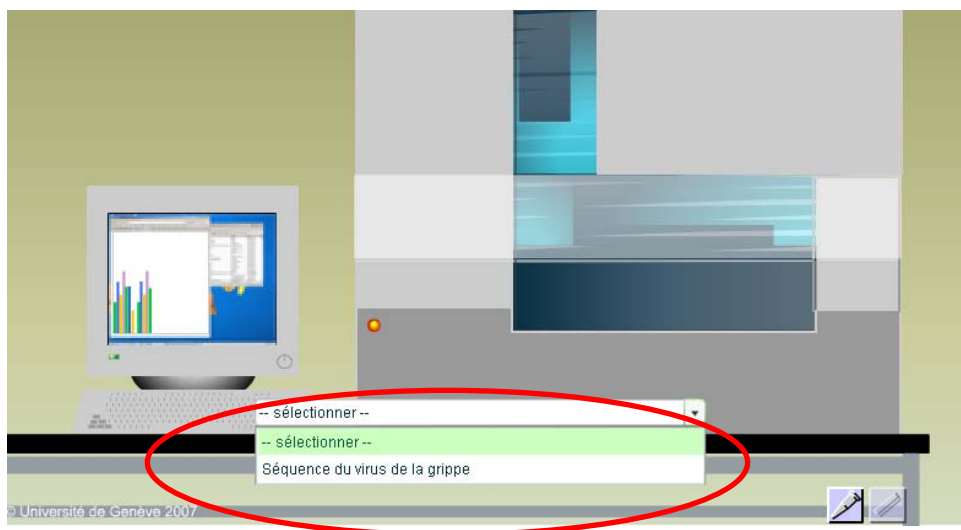 -- sélectionner --
-- sélectionner --
Séquence du virus de la grippe
© Université de Genève 2007